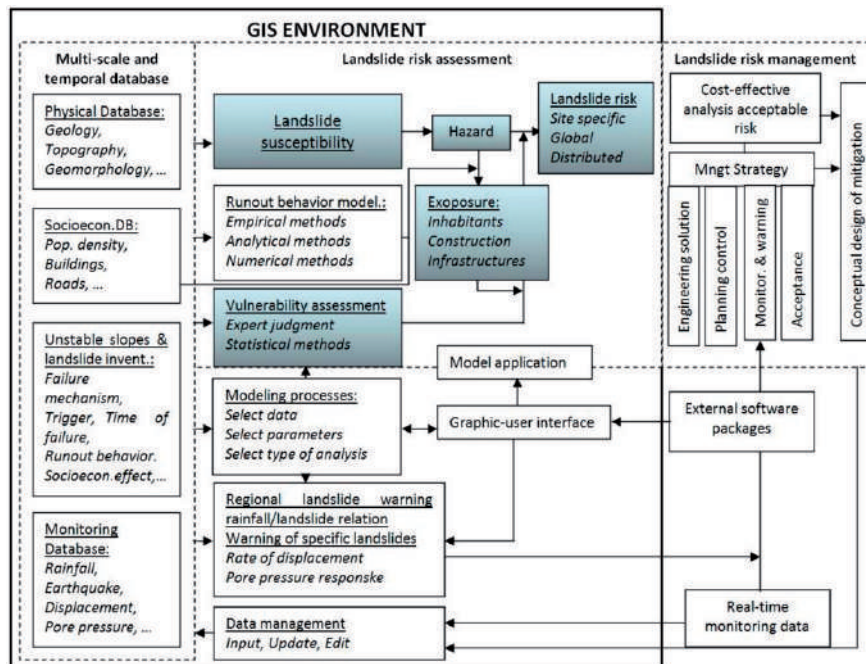 GIS ENVIRONMENT
Multi-scale and
temporal database
Physical Database:
Geology,
Topography,
Geomorphology, ...
Socioecon.DB:
Pop. density,
Buildings,
Roads, ...
Unstable slopes &
landslide invent.:
Failure
mechanism,
Trigger, Time of
failure,
Runout behavior.
Socioecon.effect,...
Monitoring
Database:
Rainfall,
Earthquake,
Displacement,
Pore pressure, ...
Landslide risk assessment
Landslide
susceptibility
Hazard
Landslide risk
Site specific
Global
Distributed
Runout behavior model.:
Empirical methods
Analytical methods
Numerical methods
Exoposure:
Inhabitants
Construction
Infrastructures
Vulnerability assessment
Expert judgment
Statistical methods
Model application
Modeling processes:
Select data
Select parameters
Select type of analysis
Graphic-user interface
Regional landslide warning
rainfall/landslide relation
Warning of specific landslides
Rate of displacement
Pore pressure responske
Data management
Input, Update, Edit
Landslide risk management
Cost-effective
analysis acceptable
risk
Mngt Strategy
Engineering solution
Planning control
Monitor. & warning
Acceptance
Conceptual design of mitigation
External software
packages
Real-time
monitoring data